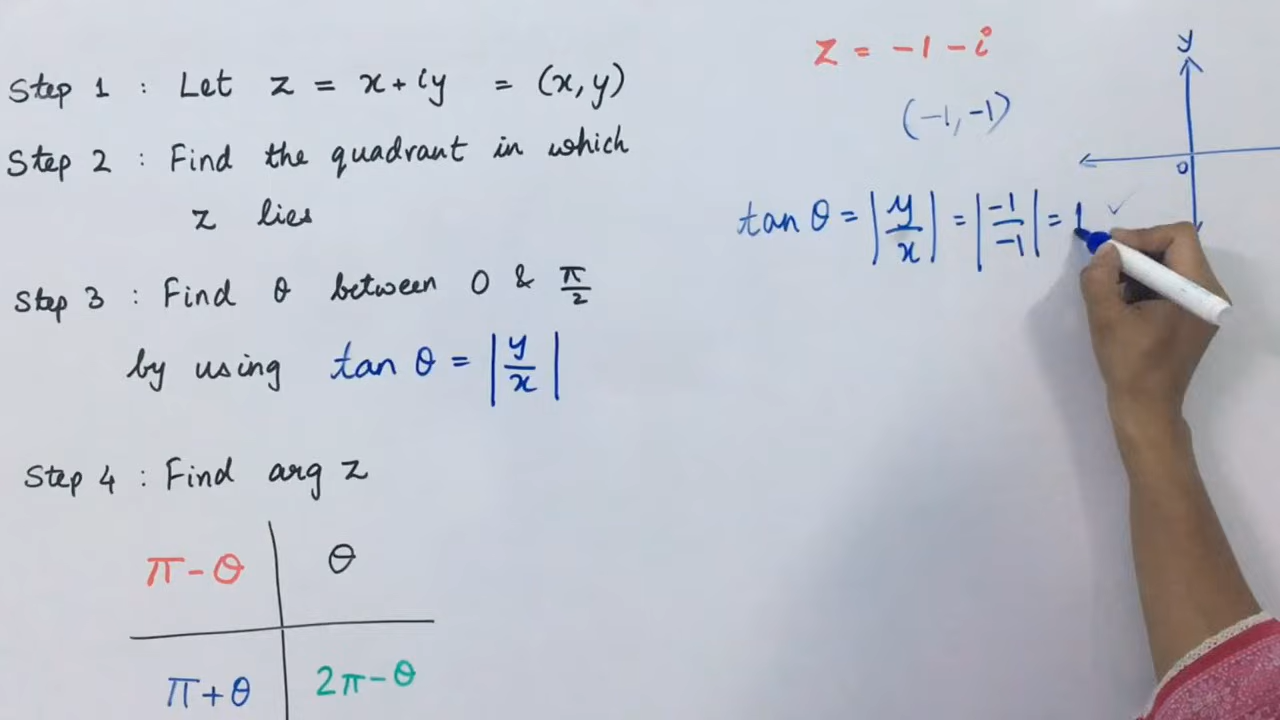 Step 1 : Let z = x + iy = (x, y)
Step 2 : Find the quadrant in which
z lies
Step 3 : Find θ between 0 & π/2
by using tan θ = |y/x|
Step 4 : Find arg z
π - θ θ
π + θ 2π - θ
z = -1 - i
(-1, -1)
y
0
tan θ = |y/x| = |-1/-1| = 1 ✓